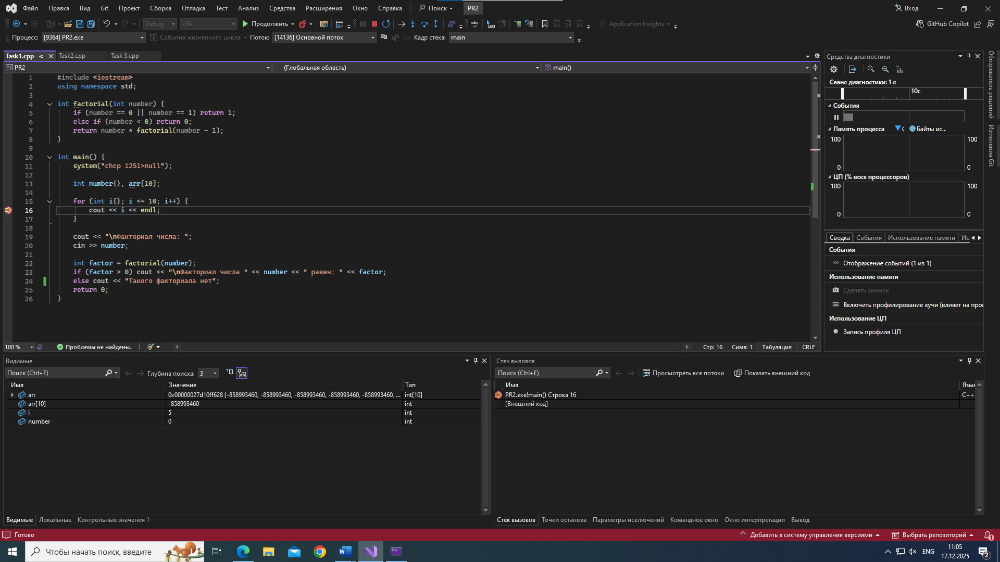 Файл Правка Вид Git Проект Сборка Отладка Тест Анализ Средства Расширения Окно Справка Поиск PR2 Вход
Debug x64 Продолжить Application Insights GitHub Copilot
Процесс: [9364] PR2.exe События жизненного цикла Поток: [14136] Основной поток Кадр стека: main
Task1.cpp Task2.cpp Task 3.cpp
PR2 (Глобальная область) main()
1 #include <iostream>
2 using namespace std;
3
4 int factorial(int number) {
5 if (number == 0 || number == 1) return 1;
6 else if (number < 0) return 0;
7 return number * factorial(number - 1);
8 }
9
10 int main() {
11 system("chcp 1251>null");
12
13 int number{}, arr[10];
14
15 for (int i{}; i <= 10; i++) {
16 cout << i << endl;
17 }
18
19 cout << "\nФакториал числа: ";
20 cin >> number;
21
22 int factor = factorial(number);
23 if (factor > 0) cout << "\nФакториал числа " << number << " равен: " << factor;
24 else cout << "Такого факториала нет";
25 return 0;
26 }
100 % Проблемы не найдены. Стр: 16 Симв: 1 Табуляция CRLF
Средства диагностики
Сеанс диагностики: 1 с
10с
События
Память процесса Байты ис...
100 100
0 0
ЦП (% всех процессоров)
100 100
0 0
Сводка События Использование памяти Ис
События
Отображение событий (1 из 1)
Использование памяти
Сделать снимок
Включить профилирование кучи (влияет на прои
Использование ЦП
Запись профиля ЦП
Обозреватель решений
Изменения Git
Видимые
Поиск (Ctrl+E) Глубина поиска: 3
Имя Значение Тип
arr 0x00000027d10ff628 {-858993460, -858993460, -858993460, -858993460, -858993460, ... int[10]
arr[10] -858993460 int
i 5 int
number 0 int
Видимые Локальные Контрольные значения 1
Стек вызовов
Поиск (Ctrl+E) Просмотреть все потоки Показать внешний код
Имя Язык
PR2.exe!main() Строка 16 C++
[Внешний код]
Стек вызовов Точки останова Параметры исключений Командное окно Окно интерпретации Вывод
Готово Добавить в систему управления версиями Выбрать репозиторий 1
Чтобы начать поиск, введите ENG 11:05
17.12.2025 2